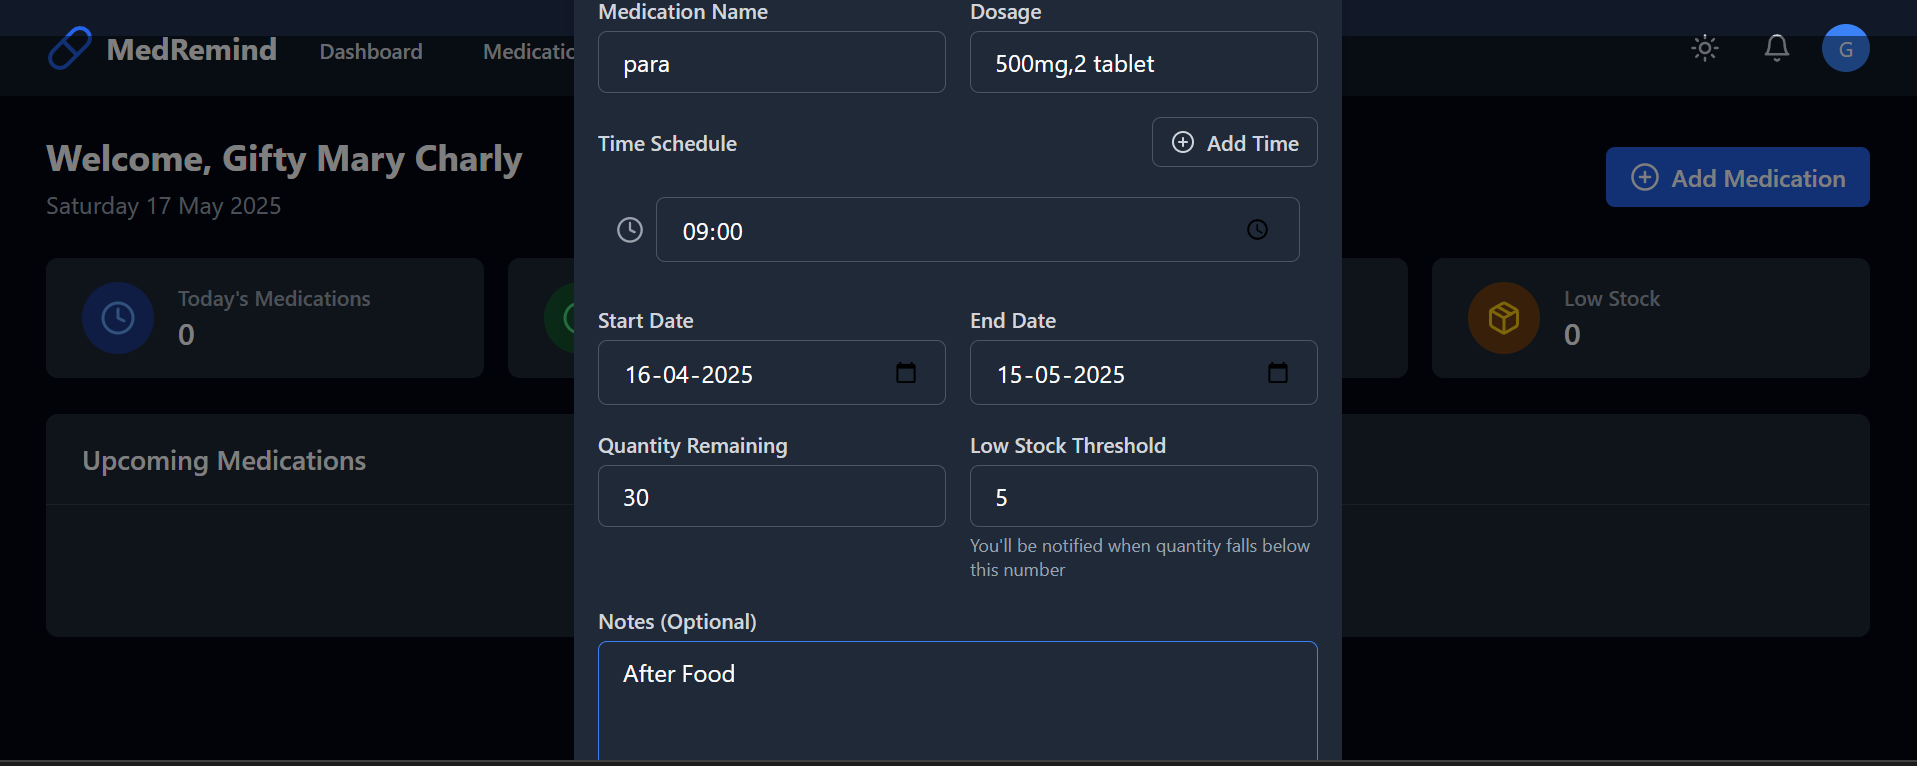 MedRemind
Dashboard
Medicatio
G
Welcome, Gifty Mary Charly
Saturday 17 May 2025
Add Medication
Today's Medications
0
Low Stock
0
Upcoming Medications
Medication Name
Dosage
para
500mg,2 tablet
Time Schedule
Add Time
09:00
Start Date
End Date
16-04-2025
15-05-2025
Quantity Remaining
Low Stock Threshold
30
5
You'll be notified when quantity falls below
this number
Notes (Optional)
After Food